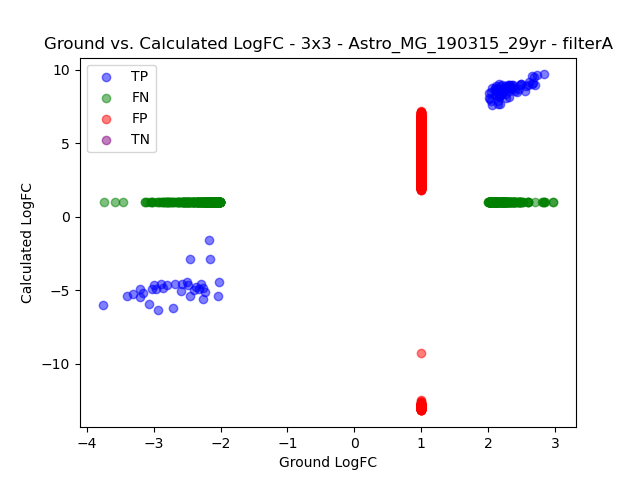 Ground vs. Calculated LogFC - 3x3 - Astro_MG_190315_29yr - filterA
TP
FN
FP
TN
10
5
0
−5
−10
Calculated LogFC
−4 −3 −2 −1 0 1 2 3
Ground LogFC